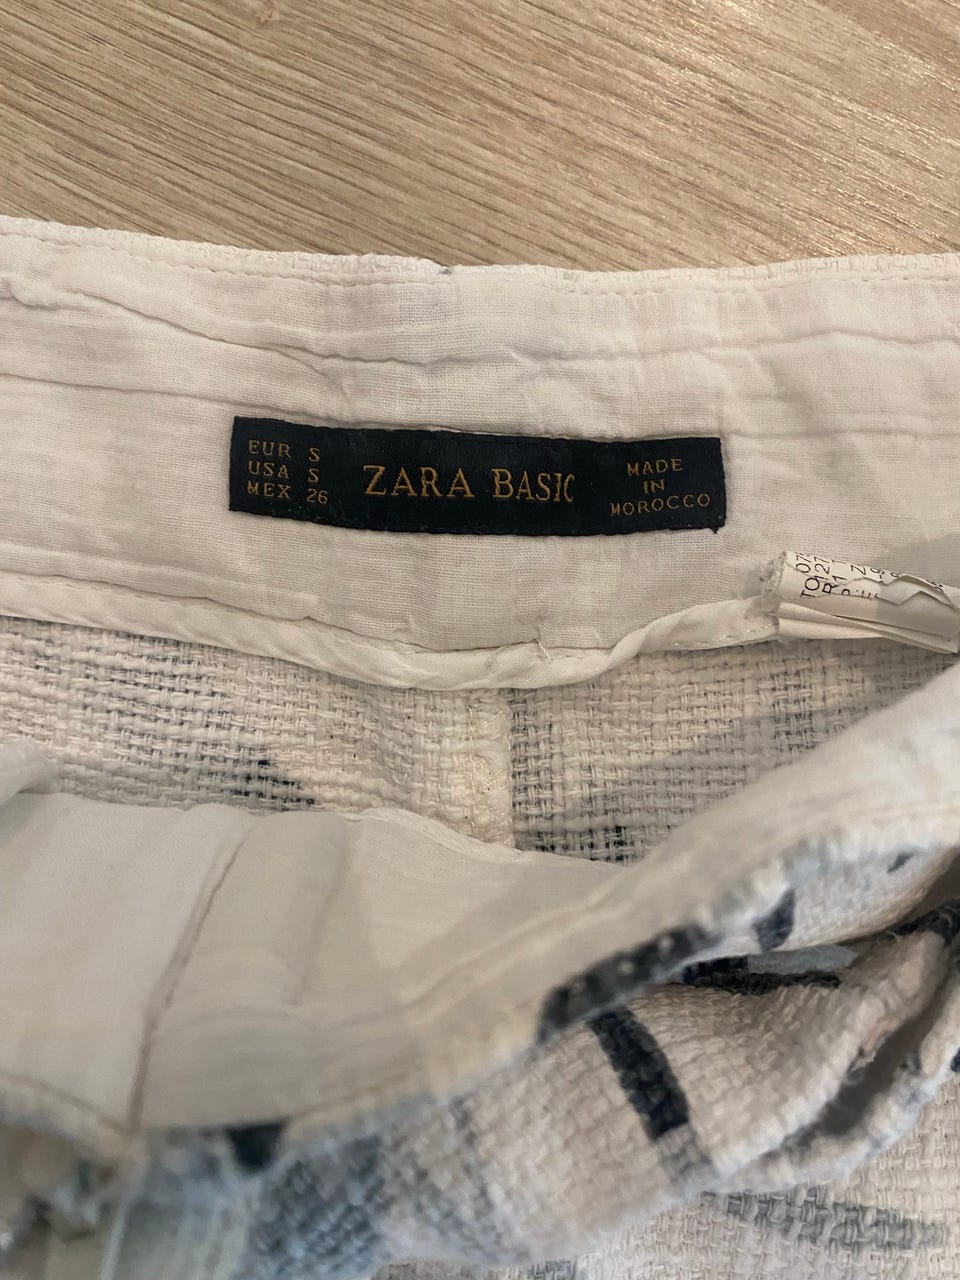 EUR S
USA S
MEX 26
ZARA BASIC
MADE
IN
MOROCCO